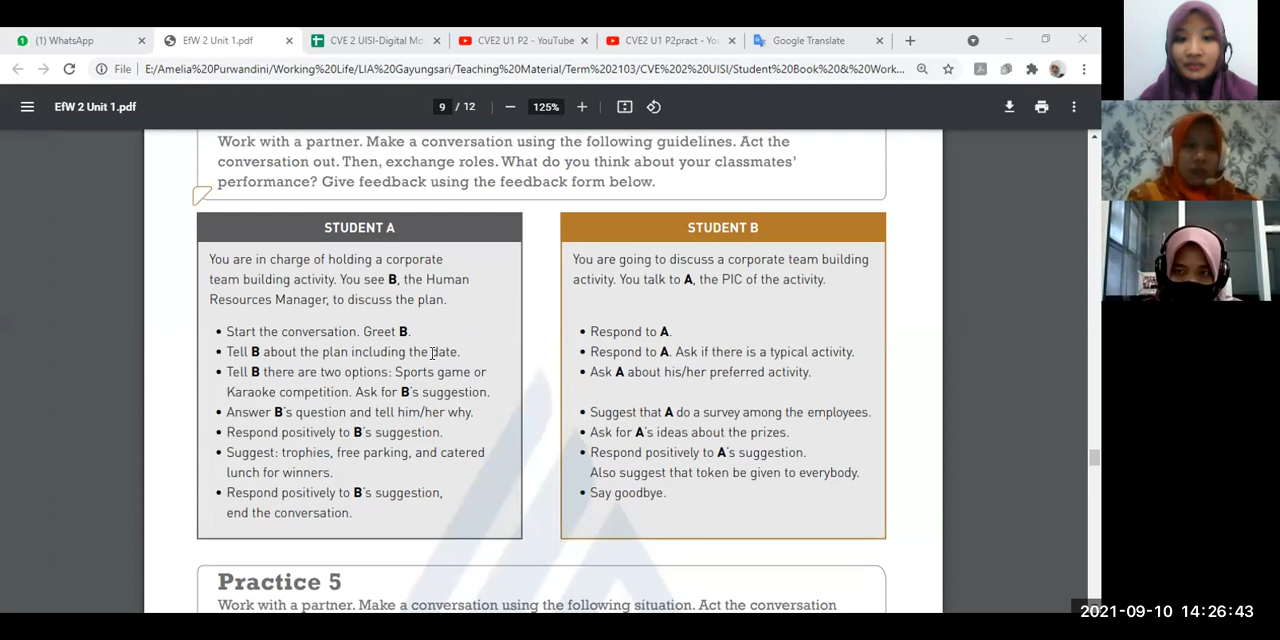 (1) WhatsApp
EfW 2 Unit 1.pdf
CVE 2 UISI-Digital Mo
CVE2 U1 P2 - YouTube
CVE2 U1 P2pract - You
Google Translate
File
E:/Amelia%20Purwandini/Working%20Life/LIA%20Gayungsari/Teaching%20Material/Term%202103/CVE%202%20UISI/Student%20Book%20&%20Work...
EfW 2 Unit 1.pdf
9 / 12
125%
Work with a partner. Make a conversation using the following guidelines. Act the
conversation out. Then, exchange roles. What do you think about your classmates'
performance? Give feedback using the feedback form below.
STUDENT A
You are in charge of holding a corporate
team building activity. You see B, the Human
Resources Manager, to discuss the plan.
• Start the conversation. Greet B.
• Tell B about the plan including the date.
• Tell B there are two options: Sports game or
Karaoke competition. Ask for B's suggestion.
• Answer B's question and tell him/her why.
• Respond positively to B's suggestion.
• Suggest: trophies, free parking, and catered
lunch for winners.
• Respond positively to B's suggestion,
end the conversation.
STUDENT B
You are going to discuss a corporate team building
activity. You talk to A, the PIC of the activity.
• Respond to A.
• Respond to A. Ask if there is a typical activity.
• Ask A about his/her preferred activity.
• Suggest that A do a survey among the employees.
• Ask for A's ideas about the prizes.
• Respond positively to A's suggestion.
Also suggest that token be given to everybody.
• Say goodbye.
Practice 5
Work with a partner. Make a conversation using the following situation. Act the conversation
2021-09-10 14:26:43